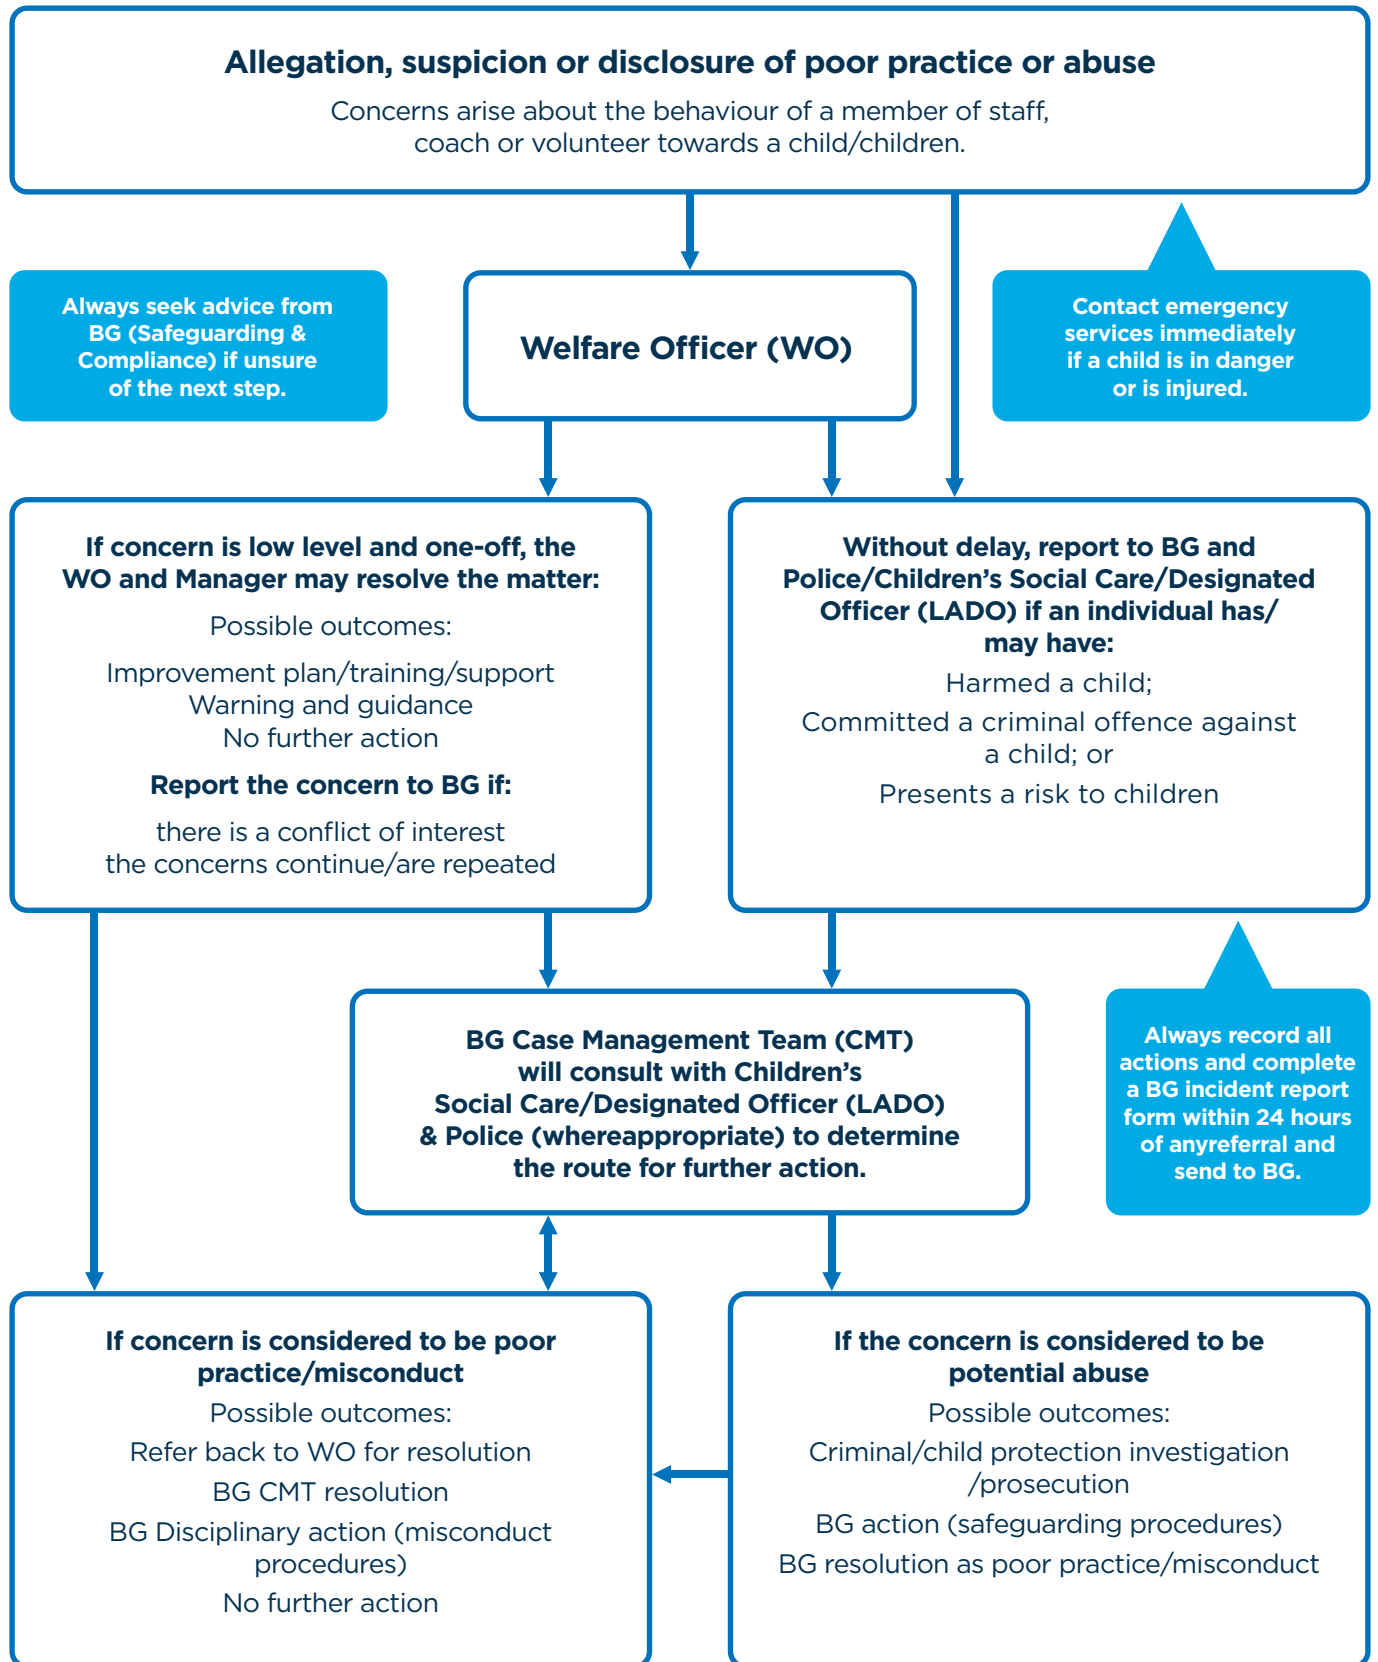 Allegation, suspicion or disclosure of poor practice or abuse
Concerns arise about the behaviour of a member of staff,
coach or volunteer towards a child/children.
Always seek advice from
BG (Safeguarding &
Compliance) if unsure
of the next step.
Welfare Officer (WO)
Contact emergency
services immediately
if a child is in danger
or is injured.
If concern is low level and one-off, the
WO and Manager may resolve the matter:
Possible outcomes:
Improvement plan/training/support
Warning and guidance
No further action
Report the concern to BG if:
there is a conflict of interest
the concerns continue/are repeated
Without delay, report to BG and
Police/Children’s Social Care/Designated
Officer (LADO) if an individual has/
may have:
Harmed a child;
Committed a criminal offence against
a child; or
Presents a risk to children
BG Case Management Team (CMT)
will consult with Children’s
Social Care/Designated Officer (LADO)
& Police (whereappropriate) to determine
the route for further action.
Always record all
actions and complete
a BG incident report
form within 24 hours
of anyreferral and
send to BG.
If concern is considered to be poor
practice/misconduct
Possible outcomes:
Refer back to WO for resolution
BG CMT resolution
BG Disciplinary action (misconduct
procedures)
No further action
If the concern is considered to be
potential abuse
Possible outcomes:
Criminal/child protection investigation
/prosecution
BG action (safeguarding procedures)
BG resolution as poor practice/misconduct